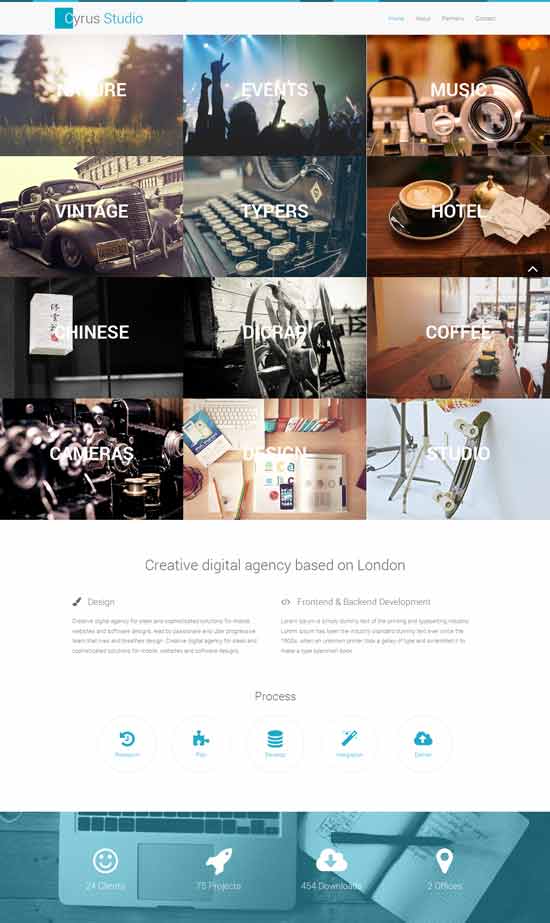 Cyrus Studio
Home About Partners Contact
NATURE
EVENTS
MUSIC
VINTAGE
TYPERS
HOTEL
CHINESE
DICRAP
COFFEE
CAMERAS
DESIGN
STUDIO
Creative digital agency based on London
Design
Creative digital agency for sleek and sophisticated solutions for mobile
websites and software designs, lead by passionate and uber progressive
team that lives and breathes design. Creative digital agency for sleek and
sophisticated solutions for mobile, websites and software designs.
Frontend & Backend Development
Lorem Ipsum is simply dummy text of the printing and typesetting industry.
Lorem Ipsum has been the industry's standard dummy text ever since the
1500s, when an unknown printer took a galley of type and scrambled it to
make a type specimen book.
Process
Research
Plan
Develop
Integration
Deliver
24 Clients
75 Projects
454 Downloads
2 Offices